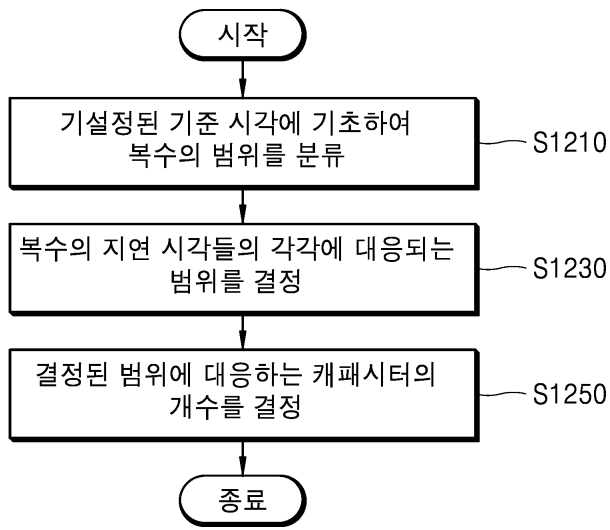 시작
기설정된 기준 시각에 기초하여
복수의 범위를 분류
S1210
복수의 지연 시각들의 각각에 대응되는
범위를 결정
S1230
결정된 범위에 대응하는 캐패시터의
개수를 결정
S1250
종료